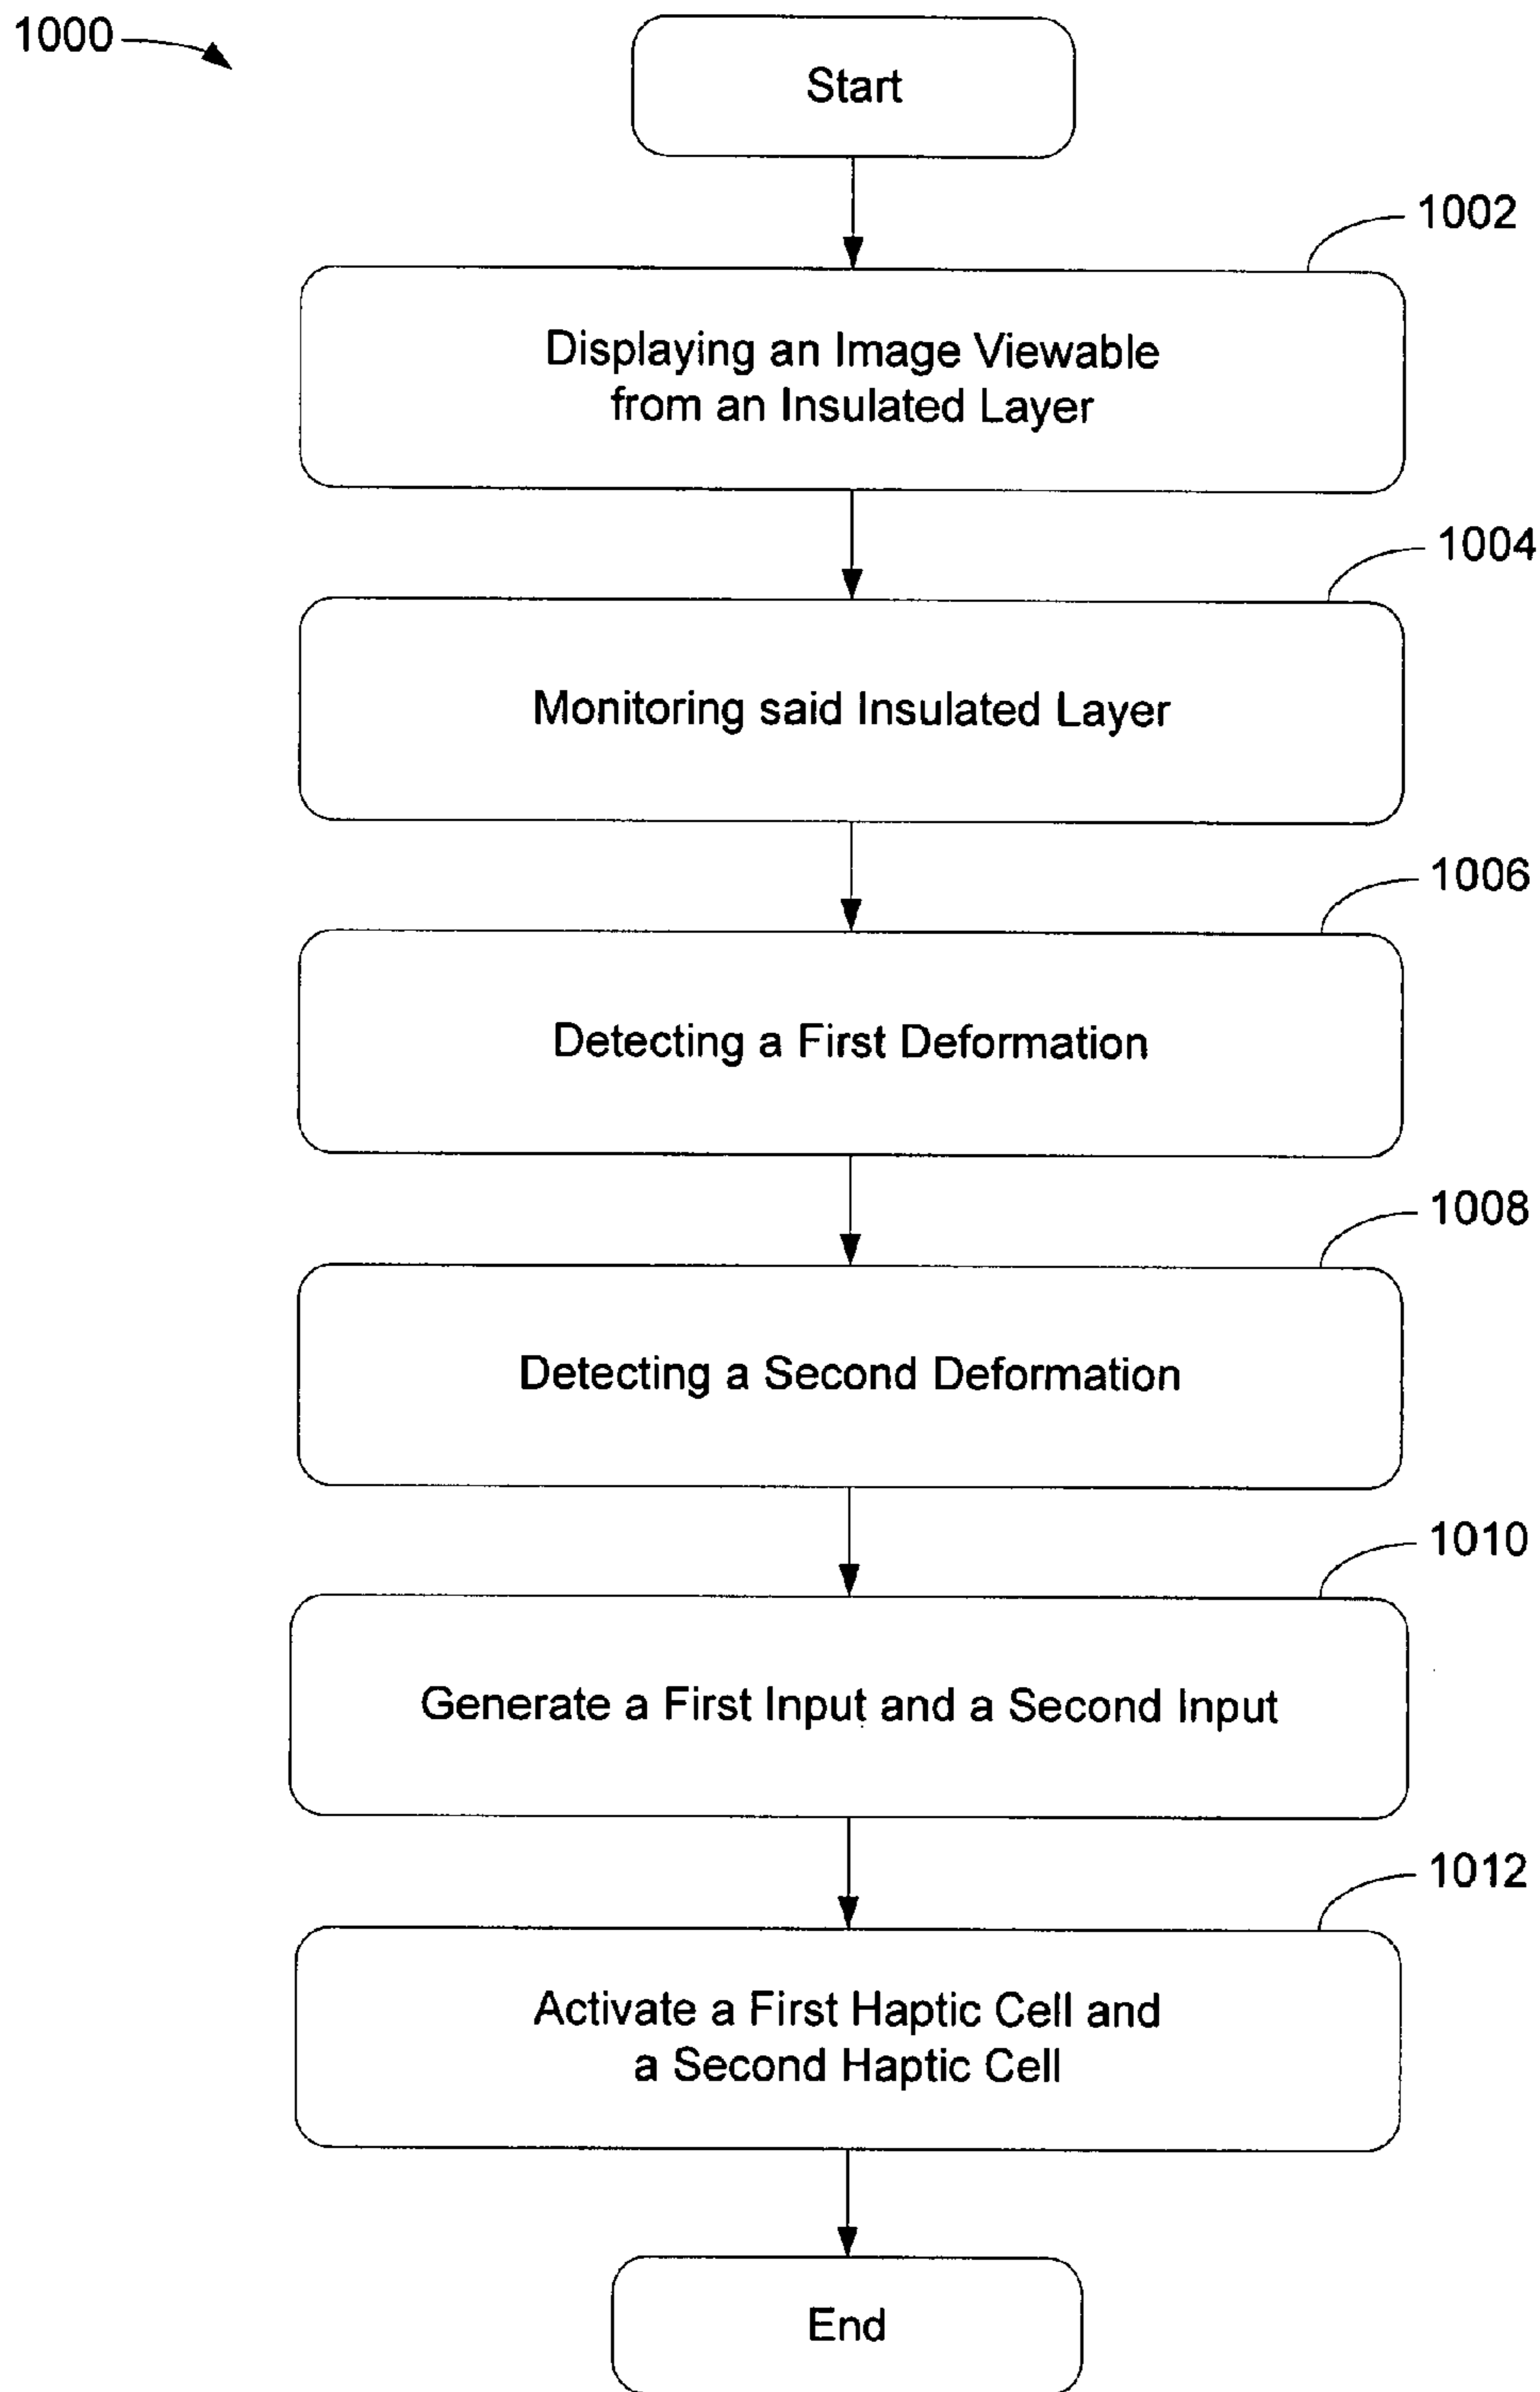 1000
Start
1002
Displaying an Image Viewable
from an Insulated Layer
1004
Monitoring said Insulated Layer
1006
Detecting a First Deformation
1008
Detecting a Second Deformation
1010
Generate a First Input and a Second Input
1012
Activate a First Haptic Cell and
a Second Haptic Cell
End